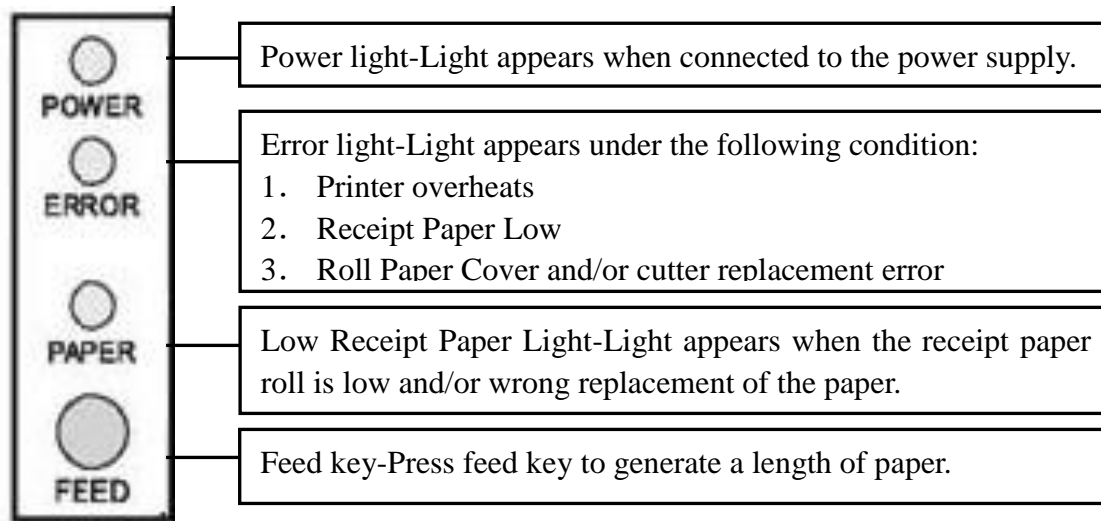 POWER
Power light-Light appears when connected to the power supply.
ERROR
Error light-Light appears under the following condition:
1. Printer overheats
2. Receipt Paper Low
3. Roll Paper Cover and/or cutter replacement error
PAPER
Low Receipt Paper Light-Light appears when the receipt paper
roll is low and/or wrong replacement of the paper.
FEED
Feed key-Press feed key to generate a length of paper.